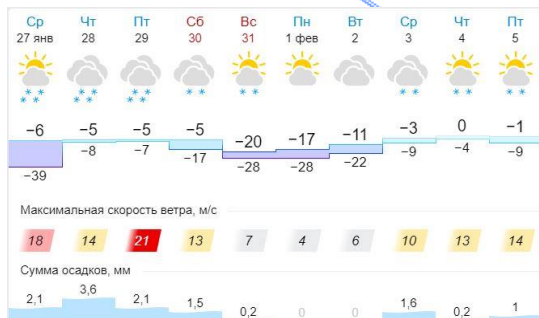 Ср Чт Пт Сб Вс Пн Вт Ср Чт Пт
27 янв 28 29 30 31 1 фев 2 3 4 5
−6 −5 −5 −5 −20 −17 −11 −3 0 −1
−39 −8 −7 −17 −28 −28 −22 −9 −4 −9
Максимальная скорость ветра, м/с
18 14 21 13 7 4 6 10 13 14
Сумма осадков, мм
2,1 3,6 2,1 1,5 0,2 0 0 1,6 0,2 1